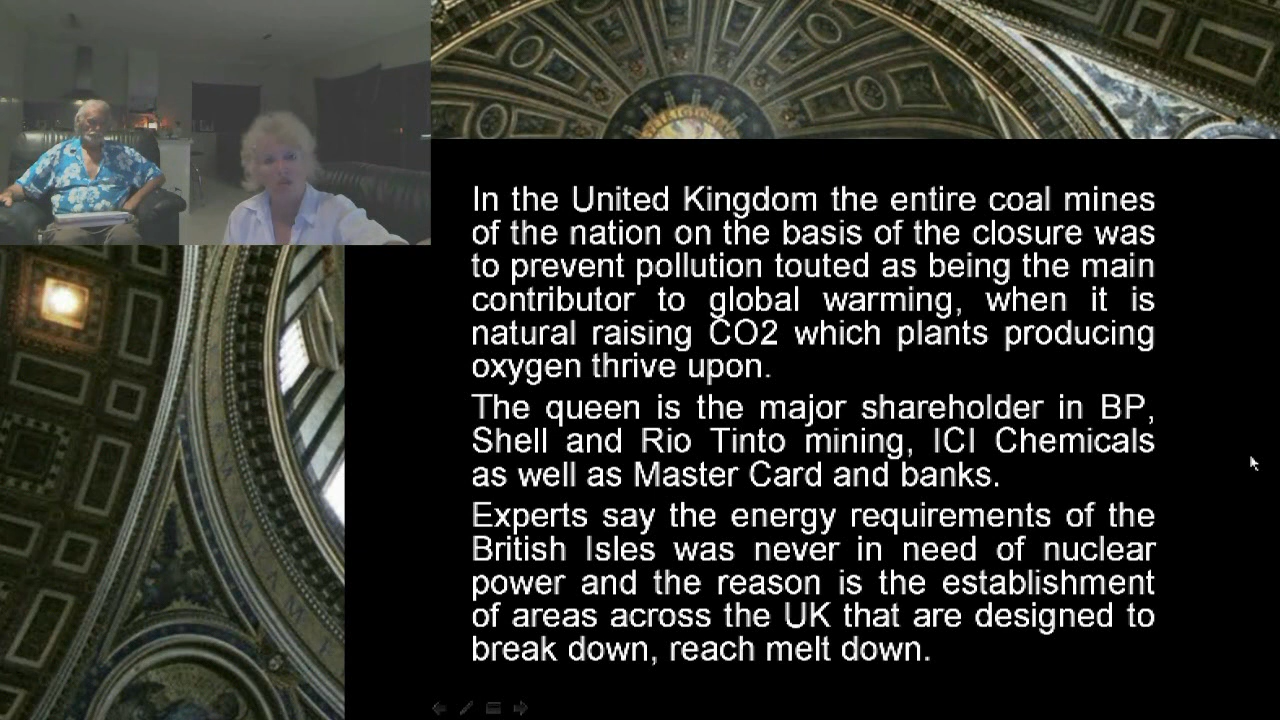 In the United Kingdom the entire coal mines
of the nation on the basis of the closure was
to prevent pollution touted as being the main
contributor to global warming, when it is
natural raising CO2 which plants producing
oxygen thrive upon.
The queen is the major shareholder in BP,
Shell and Rio Tinto mining, ICI Chemicals
as well as Master Card and banks.
Experts say the energy requirements of the
British Isles was never in need of nuclear
power and the reason is the establishment
of areas across the UK that are designed to
break down, reach melt down.